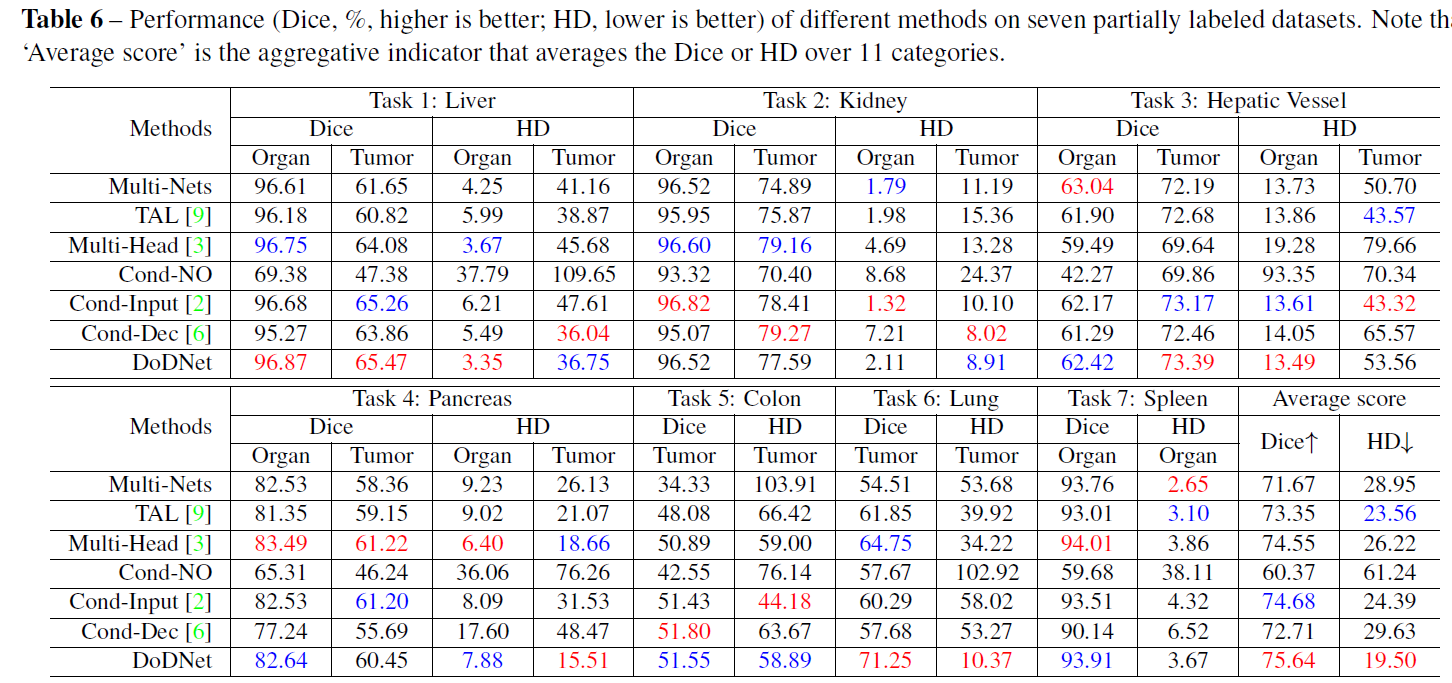 Table 6 – Performance (Dice, %, higher is better; HD, lower is better) of different methods on seven partially labeled datasets. Note
'Average score' is the aggregative indicator that averages the Dice or HD over 11 categories.
Methods Task 1: Liver Task 2: Kidney Task 3: Hepatic Vessel
Dice HD Dice HD Dice HD
Organ Tumor Organ Tumor Organ Tumor Organ Tumor Organ Tumor Organ Tumor
Multi-Nets 96.61 61.65 4.25 41.16 96.52 74.89 1.79 11.19 63.04 72.19 13.73 50.70
TAL [9] 96.18 60.82 5.99 38.87 95.95 75.87 1.98 15.36 61.90 72.68 13.86 43.57
Multi-Head [3] 96.75 64.08 3.67 45.68 96.60 79.16 4.69 13.28 59.49 69.64 19.28 79.66
Cond-NO 69.38 47.38 37.79 109.65 93.32 70.40 8.68 24.37 42.27 69.86 93.35 70.34
Cond-Input [2] 96.68 65.26 6.21 47.61 96.82 78.41 1.32 10.10 62.17 73.17 13.61 43.32
Cond-Dec [6] 95.27 63.86 5.49 36.04 95.07 79.27 7.21 8.02 61.29 72.46 14.05 65.57
DoDNet 96.87 65.47 3.35 36.75 96.52 77.59 2.11 8.91 62.42 73.39 13.49 53.56
Methods Task 4: Pancreas Task 5: Colon Task 6: Lung Task 7: Spleen Average score
Dice HD Dice HD Dice HD Dice HD Dice↑ HD↓
Organ Tumor Organ Tumor Tumor Tumor Tumor Tumor Organ Organ
Multi-Nets 82.53 58.36 9.23 26.13 34.33 103.91 54.51 53.68 93.76 2.65 71.67 28.95
TAL [9] 81.35 59.15 9.02 21.07 48.08 66.42 61.85 39.92 93.01 3.10 73.35 23.56
Multi-Head [3] 83.49 61.22 6.40 18.66 50.89 59.00 64.75 34.22 94.01 3.86 74.55 26.22
Cond-NO 65.31 46.24 36.06 76.26 42.55 76.14 57.67 102.92 59.68 38.11 60.37 61.24
Cond-Input [2] 82.53 61.20 8.09 31.53 51.43 44.18 60.29 58.02 93.51 4.32 74.68 24.39
Cond-Dec [6] 77.24 55.69 17.60 48.47 51.80 63.67 57.68 53.27 90.14 6.52 72.71 29.63
DoDNet 82.64 60.45 7.88 15.51 51.55 58.89 71.25 10.37 93.91 3.67 75.64 19.50